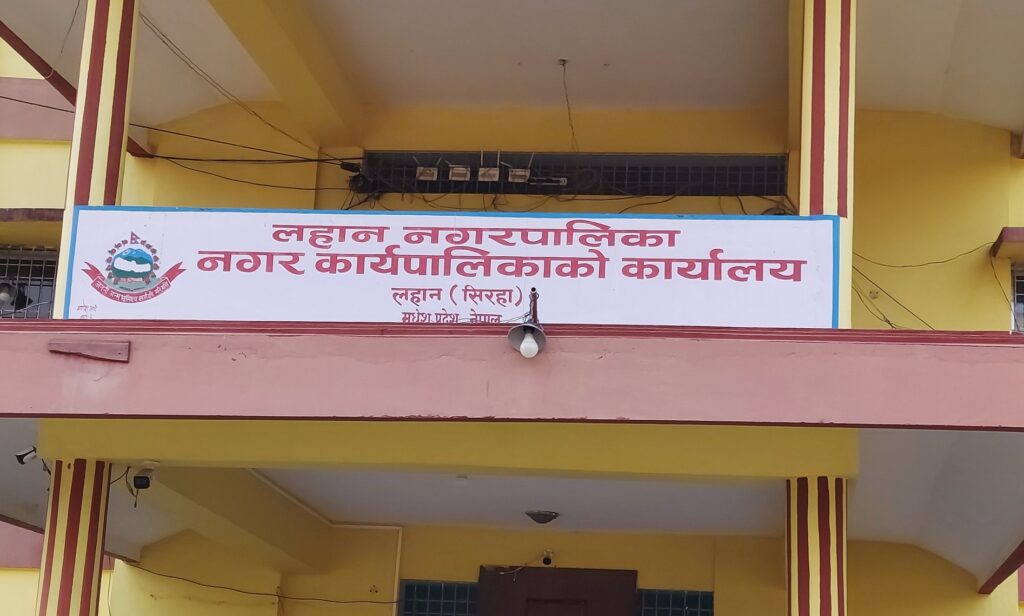 लहान नगरपालिका
नगर कार्यपालिकाको कार्यालय
लहान (सिरहा)
मधेश प्रदेश, नेपाल